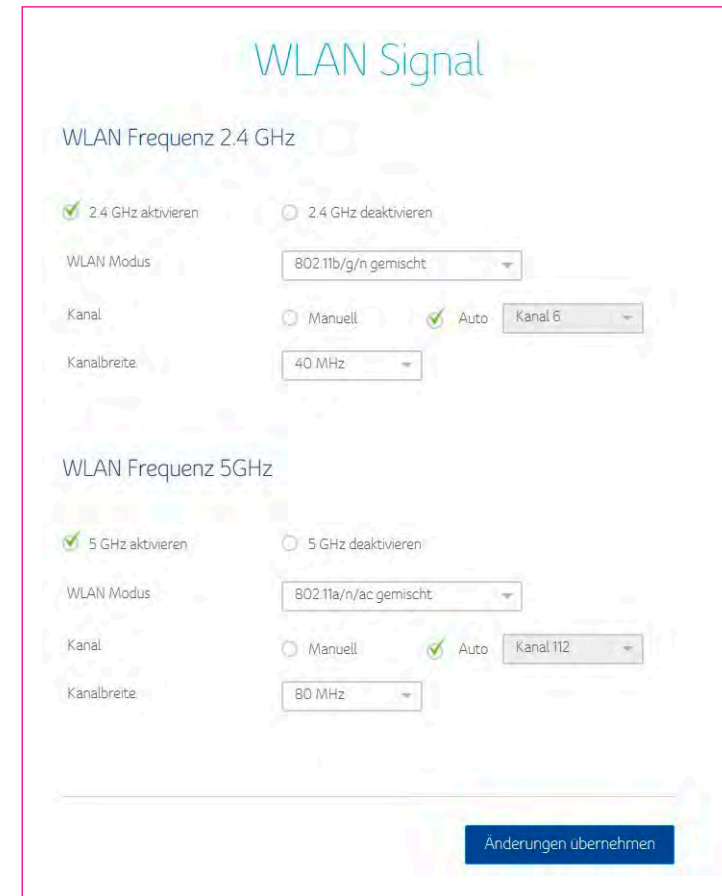 WLAN Signal
WLAN Frequenz 2.4 GHz
2.4 GHz aktivieren 2.4 GHz deaktivieren
WLAN Modus 802.11b/g/n gemischt
Kanal Manuell Auto Kanal 6
Kanalbreite 40 MHz
WLAN Frequenz 5GHz
5 GHz aktivieren 5 GHz deaktivieren
WLAN Modus 802.11a/n/ac gemischt
Kanal Manuell Auto Kanal 112
Kanalbreite 80 MHz
Änderungen übernehmen